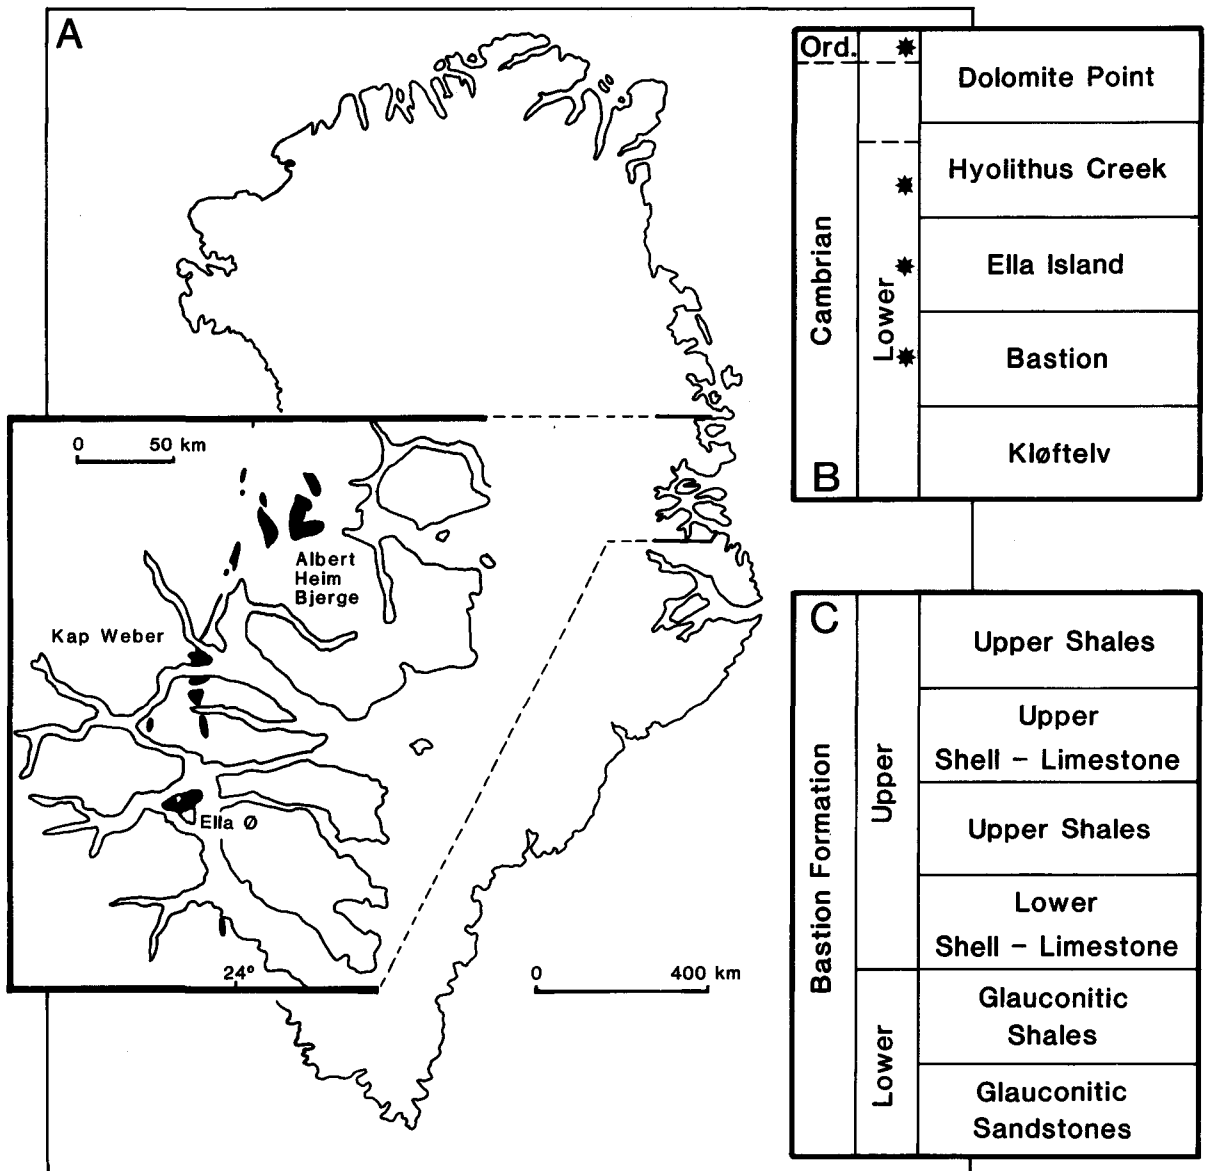 A
0 50 km
Albert
Heim
Bjerge
Kap Weber
Ella Ø
24°
0 400 km
Ord.
Cambrian
Lower
Dolomite Point
Hyolithus Creek
Ella Island
Bastion
Kløftelv
B
C
Bastion Formation
Upper
Lower
Upper Shales
Upper
Shell – Limestone
Upper Shales
Lower
Shell – Limestone
Glauconitic
Shales
Glauconitic
Sandstones